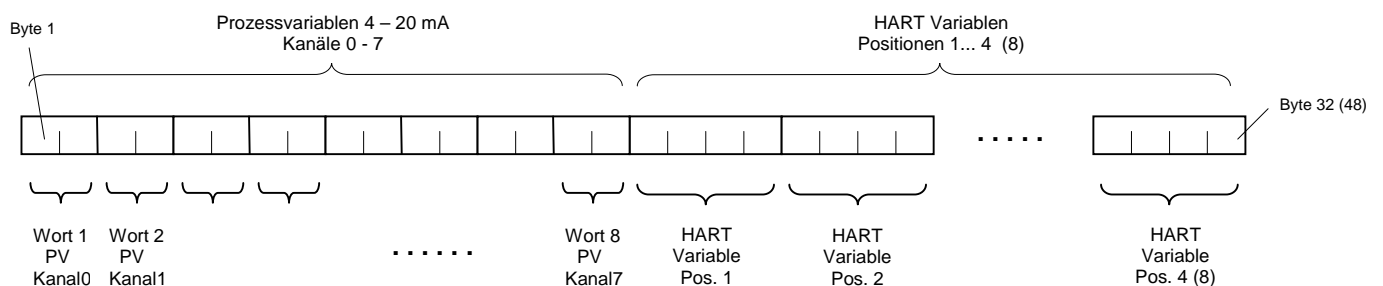 Byte 1
Prozessvariablen 4 – 20 mA
Kanäle 0 - 7
HART Variablen
Positionen 1... 4 (8)
Byte 32 (48)
.....
Wort 1
PV
Kanal0
Wort 2
PV
Kanal1
......
Wort 8
PV
Kanal7
HART
Variable
Pos. 1
HART
Variable
Pos. 2
HART
Variable
Pos. 4 (8)